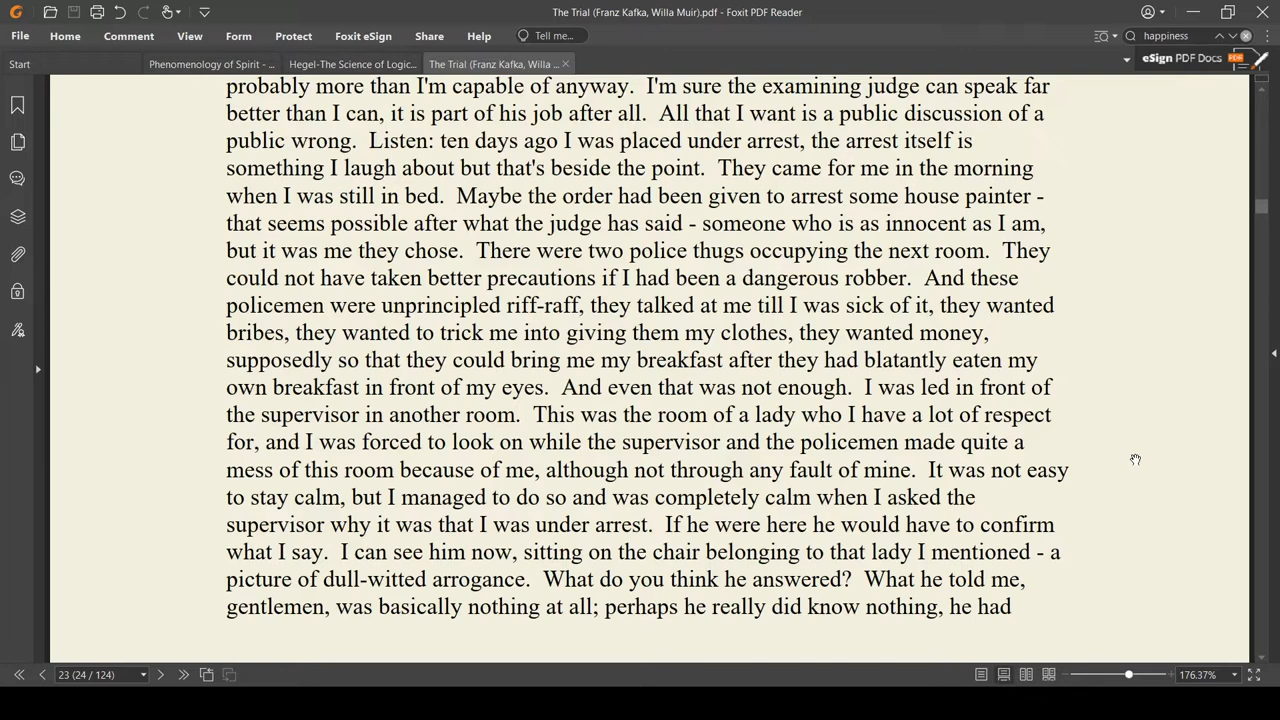 The Trial (Franz Kafka, Willa Muir).pdf - Foxit PDF Reader
File Home Comment View Form Protect Foxit eSign Share Help Tell me... happiness
Start Phenomenology of Spirit - ... Hegel-The Science of Logic... The Trial (Franz Kafka, Willa ... eSign PDF Docs PDF
probably more than I'm capable of anyway. I'm sure the examining judge can speak far
better than I can, it is part of his job after all. All that I want is a public discussion of a
public wrong. Listen: ten days ago I was placed under arrest, the arrest itself is
something I laugh about but that's beside the point. They came for me in the morning
when I was still in bed. Maybe the order had been given to arrest some house painter -
that seems possible after what the judge has said - someone who is as innocent as I am,
but it was me they chose. There were two police thugs occupying the next room. They
could not have taken better precautions if I had been a dangerous robber. And these
policemen were unprincipled riff-raff, they talked at me till I was sick of it, they wanted
bribes, they wanted to trick me into giving them my clothes, they wanted money,
supposedly so that they could bring me my breakfast after they had blatantly eaten my
own breakfast in front of my eyes. And even that was not enough. I was led in front of
the supervisor in another room. This was the room of a lady who I have a lot of respect
for, and I was forced to look on while the supervisor and the policemen made quite a
mess of this room because of me, although not through any fault of mine. It was not easy
to stay calm, but I managed to do so and was completely calm when I asked the
supervisor why it was that I was under arrest. If he were here he would have to confirm
what I say. I can see him now, sitting on the chair belonging to that lady I mentioned - a
picture of dull-witted arrogance. What do you think he answered? What he told me,
gentlemen, was basically nothing at all; perhaps he really did know nothing, he had
23 (24 / 124) 176.37%